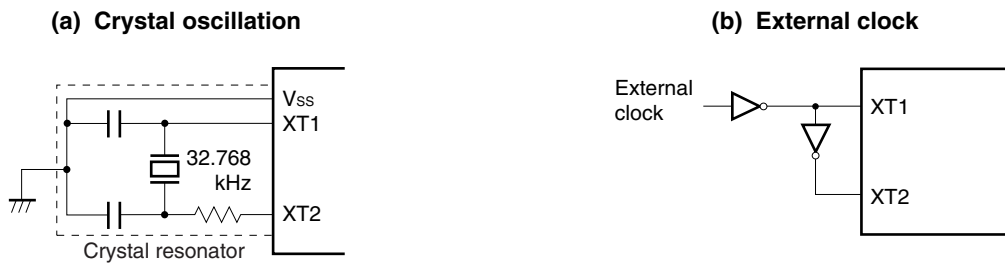 (a) Crystal oscillation
VSS
XT1
32.768
kHz
XT2
Crystal resonator
(b) External clock
External
clock
XT1
XT2